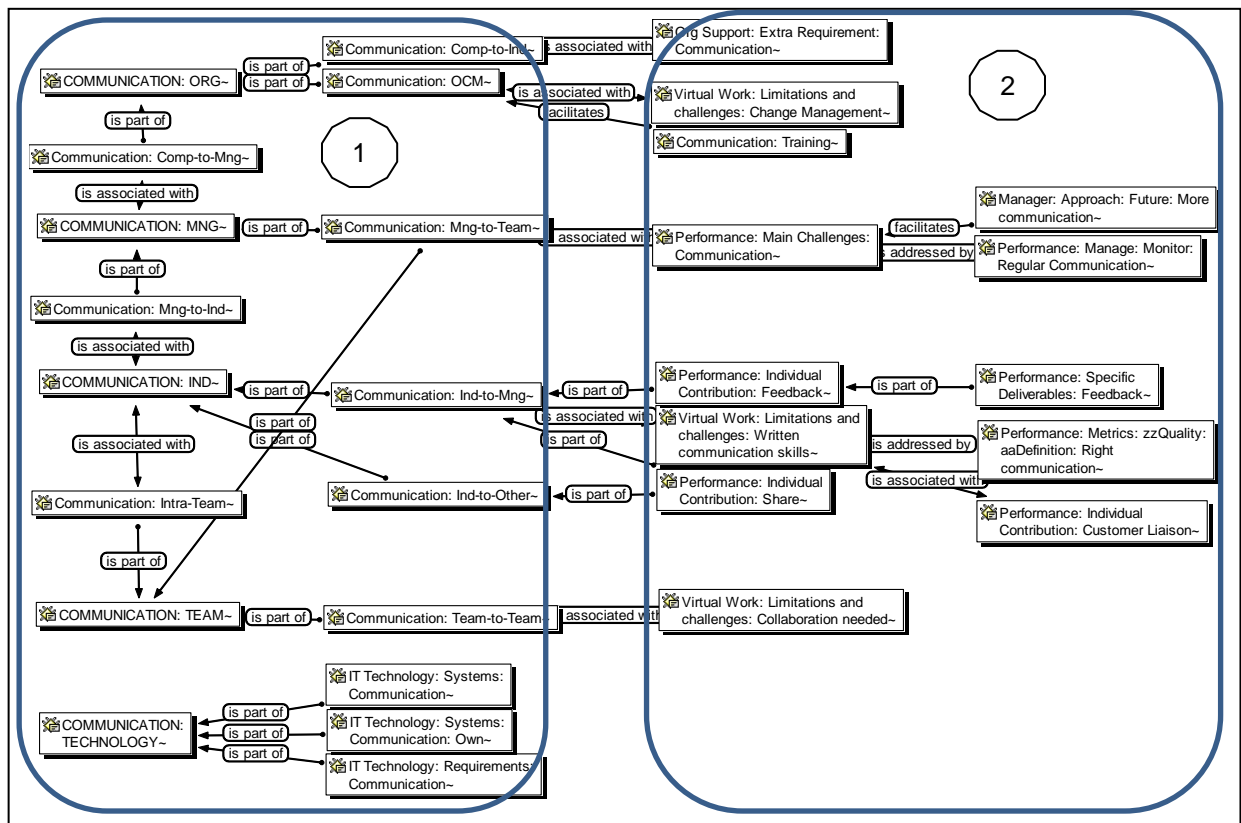 Communication: Comp-to-Ind~
is associated with
Org Support: Extra Requirement:
Communication~
COMMUNICATION: ORG~
is part of
is part of
Communication: OCM~
is associated with
facilitates
Virtual Work: Limitations and
challenges: Change Management~
Communication: Training~
2
is part of
Communication: Comp-to-Mng~
1
is associated with
COMMUNICATION: MNG~
is part of
Communication: Mng-to-Team~
associated with
Performance: Main Challenges:
Communication~
facilitates
is addressed by
Manager: Approach: Future: More
communication~
Performance: Manage: Monitor:
Regular Communication~
is part of
Communication: Mng-to-Ind~
is associated with
COMMUNICATION: IND~
is part of
Communication: Ind-to-Mng~
is part of
Performance: Individual
Contribution: Feedback~
is part of
Performance: Specific
Deliverables: Feedback~
is part of
is part of
is associated with
is part of
Virtual Work: Limitations and
challenges: Written
communication skills~
is addressed by
Performance: Metrics: zzQuality:
aaDefinition: Right
communication~
is associated with
is associated with
Communication: Ind-to-Other~
is part of
Performance: Individual
Contribution: Share~
Performance: Individual
Contribution: Customer Liaison~
Communication: Intra-Team~
is part of
COMMUNICATION: TEAM~
is part of
Communication: Team-to-Team~
associated with
Virtual Work: Limitations and
challenges: Collaboration needed~
COMMUNICATION:
TECHNOLOGY~
is part of
is part of
is part of
IT Technology: Systems:
Communication~
IT Technology: Systems:
Communication: Own~
IT Technology: Requirements:
Communication~